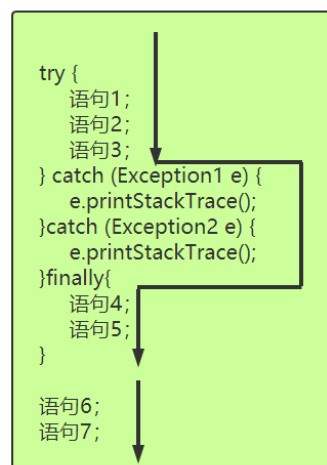 try {
语句1;
语句2;
语句3;
} catch (Exception1 e) {
e.printStackTrace();
}catch (Exception2 e) {
e.printStackTrace();
}finally{
语句4;
语句5;
}
语句6;
语句7;